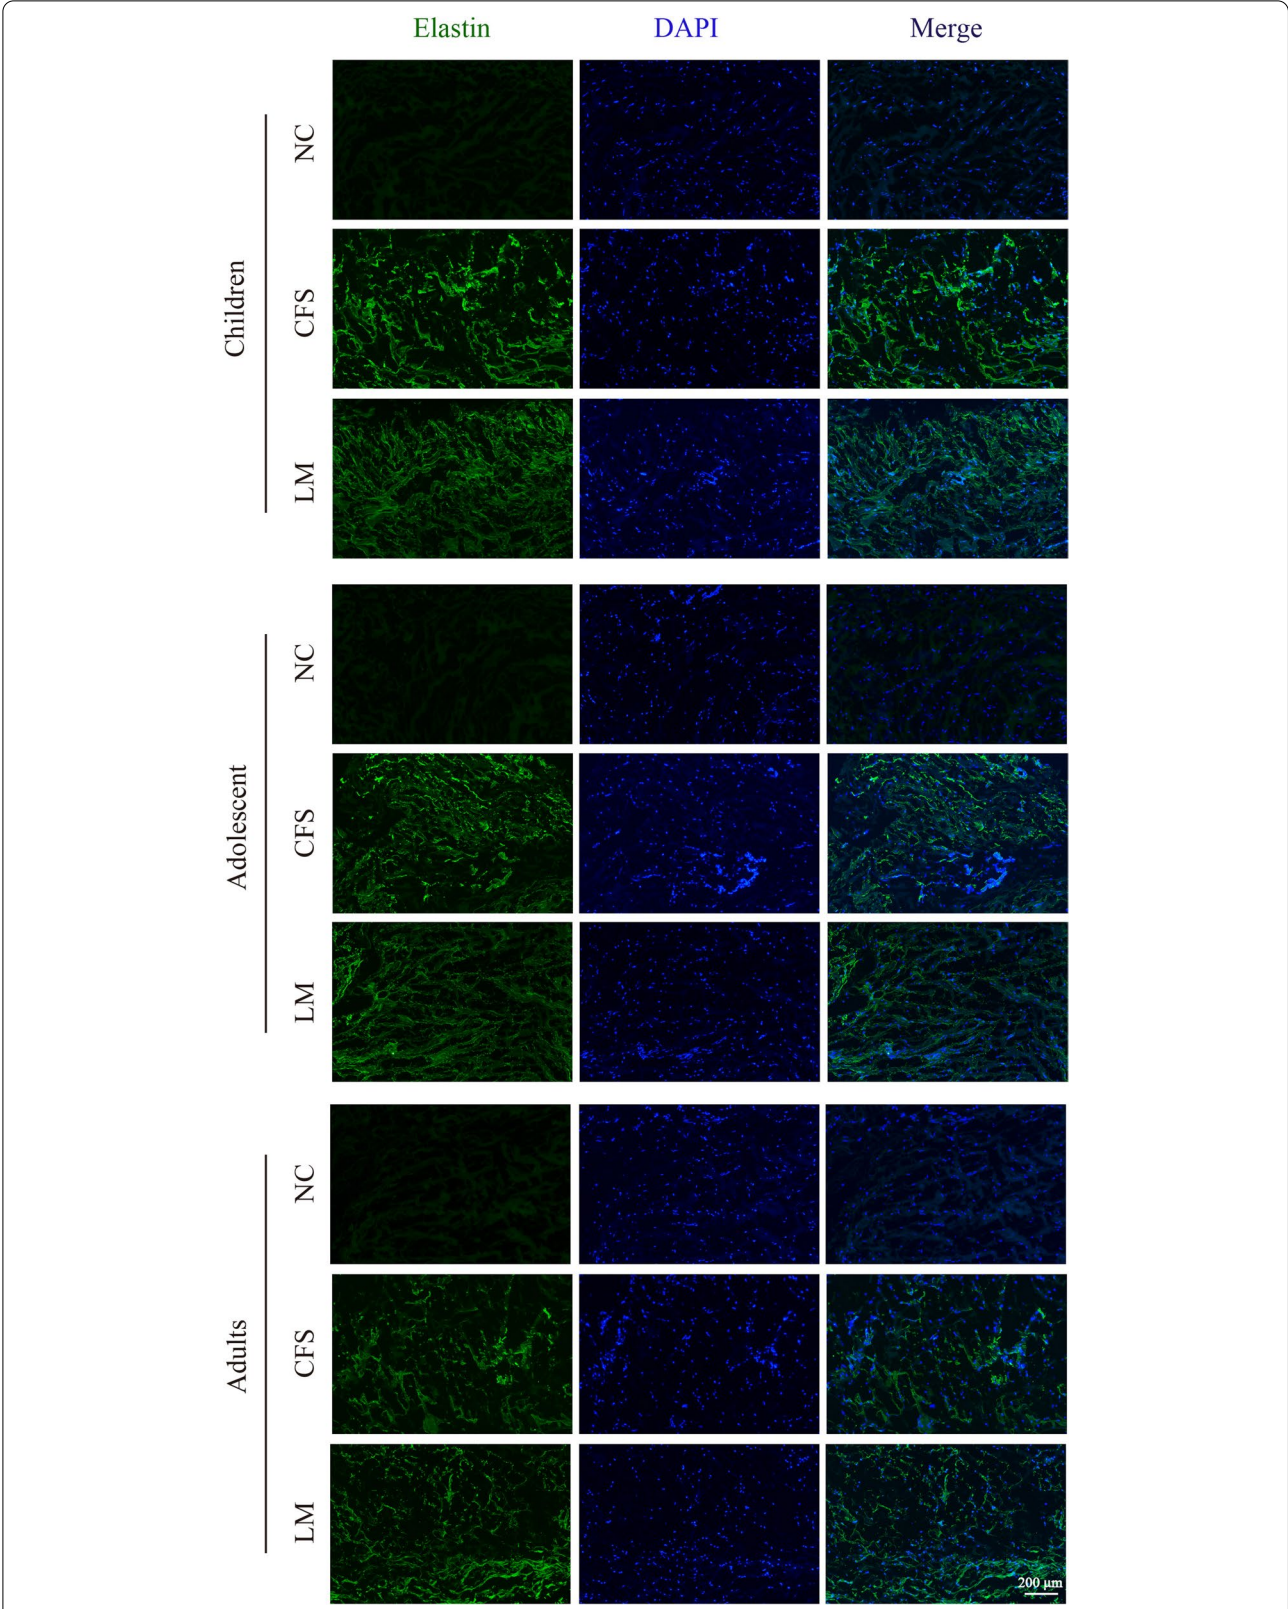 Elastin DAPI Merge
Children
NC
CFS
LM
Adolescent
NC
CFS
LM
Adults
NC
CFS
LM
200 µm